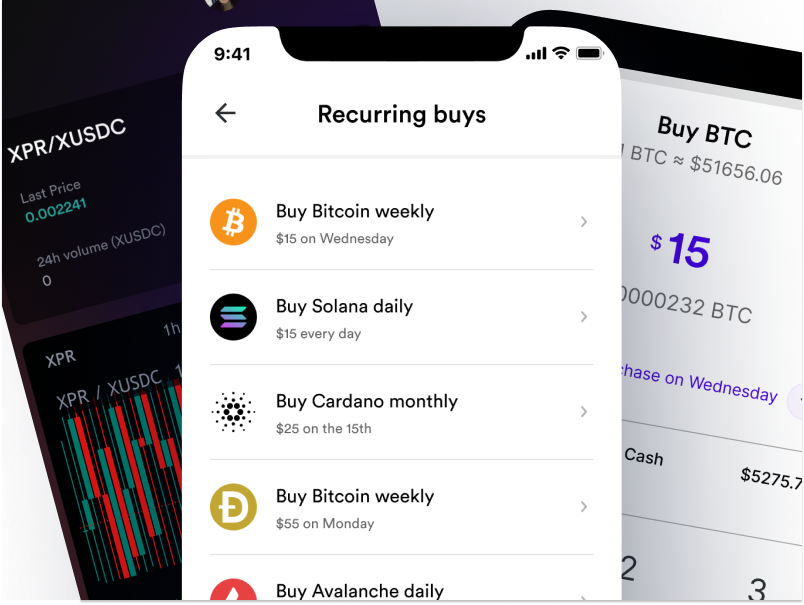 9:41
Recurring buys
Buy Bitcoin weekly
$15 on Wednesday
Buy Solana daily
$15 every day
Buy Cardano monthly
$25 on the 15th
Buy Bitcoin weekly
$55 on Monday
Buy Avalanche daily
XPR/XUSDC
Last Price
0.002241
24h volume (XUSDC)
0
XPR
1h
XPR / XUSDC
Buy BTC
BTC ≈ $51656.06
$15
0000232 BTC
on Wednesday
Cash
$5275.7
2
3